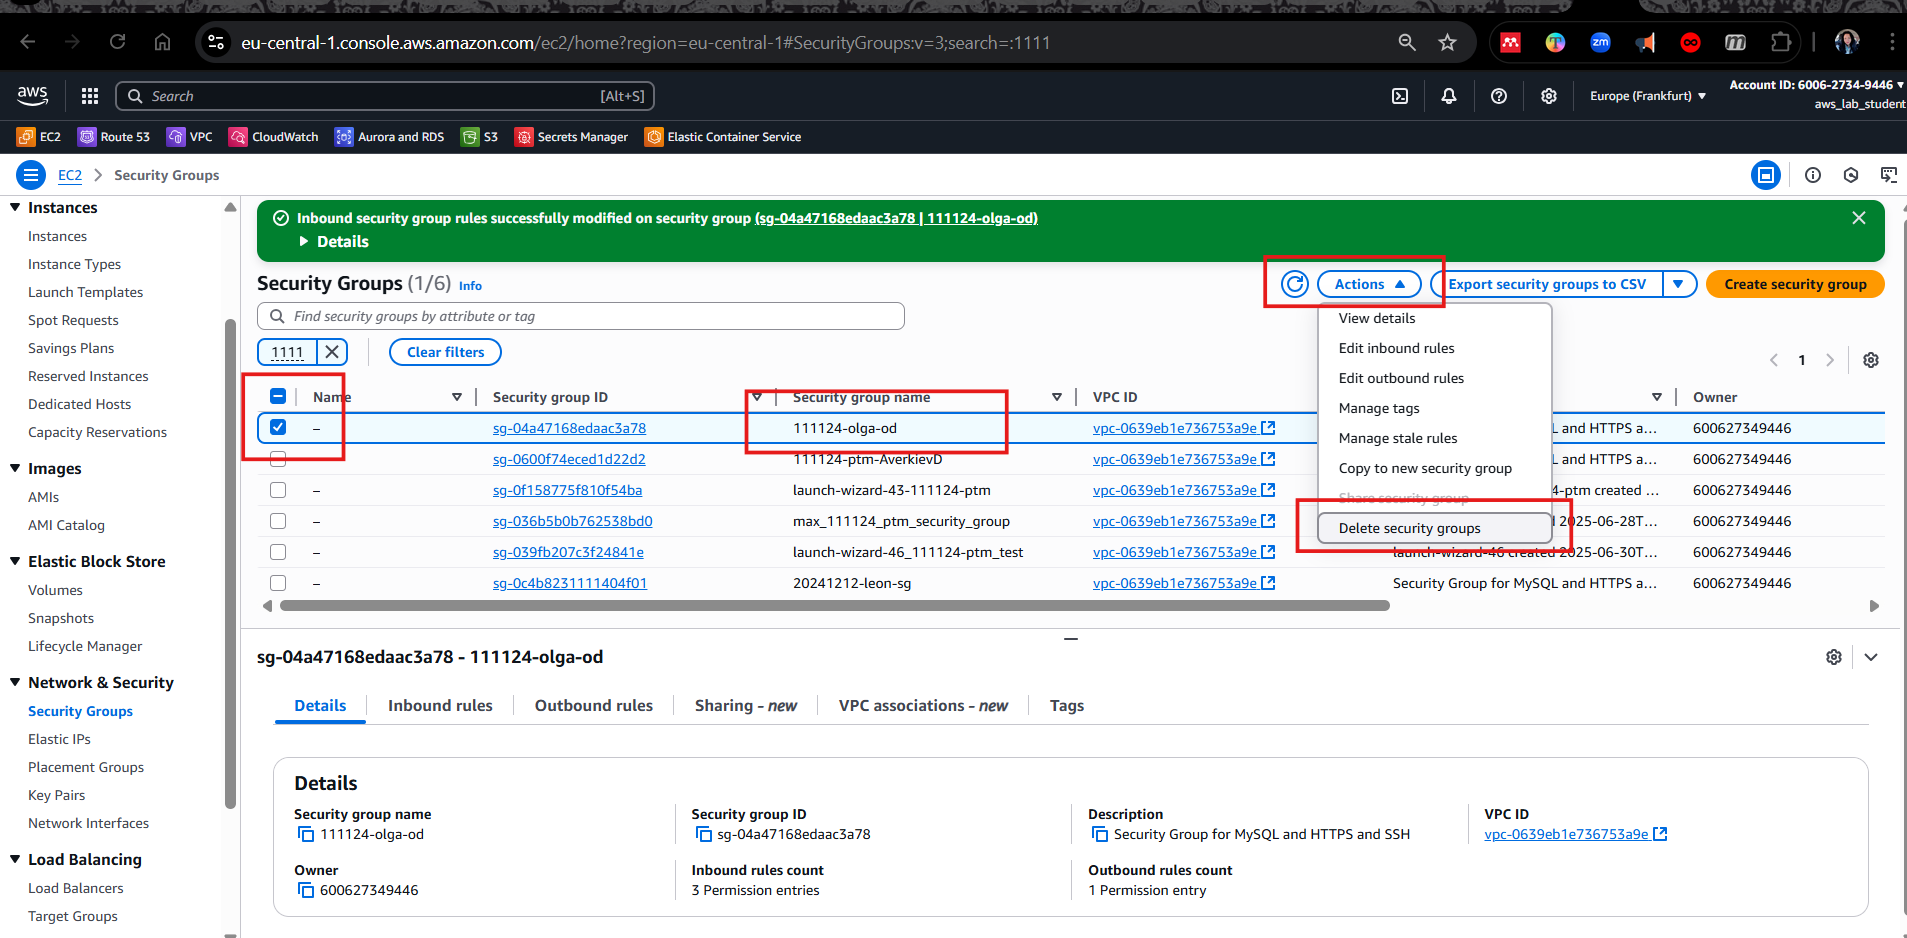 eu-central-1.console.aws.amazon.com/ec2/home?region=eu-central-1#SecurityGroups:v=3;search=:1111
zm
aws
Search [Alt+S]
Europe (Frankfurt)
Account ID: 6006-2734-9446
aws_lab_student
EC2 Route 53 VPC CloudWatch Aurora and RDS S3 Secrets Manager Elastic Container Service
EC2 > Security Groups
Instances
Instances
Instance Types
Launch Templates
Spot Requests
Savings Plans
Reserved Instances
Dedicated Hosts
Capacity Reservations
Images
AMIs
AMI Catalog
Elastic Block Store
Volumes
Snapshots
Lifecycle Manager
Network & Security
Security Groups
Elastic IPs
Placement Groups
Key Pairs
Network Interfaces
Load Balancing
Load Balancers
Target Groups
Inbound security group rules successfully modified on security group (sg-04a47168edaac3a78 | 111124-olga-od)
Details
Security Groups (1/6) Info
Actions
Export security groups to CSV
Create security group
Find security groups by attribute or tag
1111
Clear filters
1
View details
Edit inbound rules
Edit outbound rules
Manage tags
Manage stale rules
Copy to new security group
Share security group
Delete security groups
Name Security group ID Security group name VPC ID Owner
– sg-04a47168edaac3a78 111124-olga-od vpc-0639eb1e736753a9e L and HTTPS a... 600627349446
– sg-0600f74eced1d22d2 111124-ptm-AverkievD vpc-0639eb1e736753a9e L and HTTPS a... 600627349446
– sg-0f158775f810f54ba launch-wizard-43-111124-ptm vpc-0639eb1e736753a9e 4-ptm created ... 600627349446
– sg-036b5b0b762538bd0 max_111124_ptm_security_group vpc-0639eb1e736753a9e 2025-06-28T... 600627349446
– sg-039fb207c3f24841e launch-wizard-46_111124-ptm_test vpc-0639eb1e736753a9e launch-wizard-46 created 2025-06-30T... 600627349446
– sg-0c4b8231111404f01 20241212-leon-sg vpc-0639eb1e736753a9e Security Group for MySQL and HTTPS a... 600627349446
sg-04a47168edaac3a78 - 111124-olga-od
Details Inbound rules Outbound rules Sharing - new VPC associations - new Tags
Details
Security group name
111124-olga-od
Security group ID
sg-04a47168edaac3a78
Description
Security Group for MySQL and HTTPS and SSH
VPC ID
vpc-0639eb1e736753a9e
Owner
600627349446
Inbound rules count
3 Permission entries
Outbound rules count
1 Permission entry